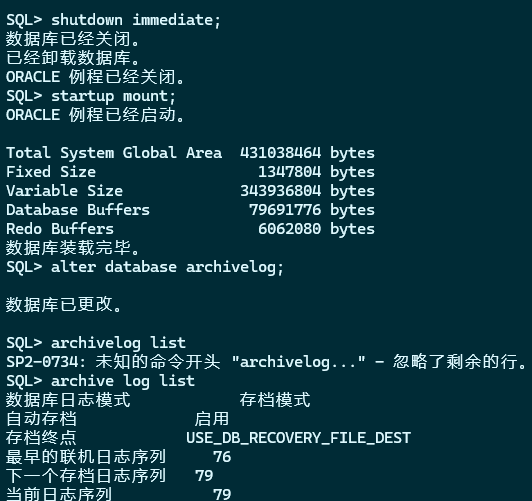 SQL> shutdown immediate;
数据库已经关闭。
已经卸载数据库。
ORACLE 例程已经关闭。
SQL> startup mount;
ORACLE 例程已经启动。
Total System Global Area  431038464 bytes
Fixed Size                  1347804 bytes
Variable Size             343936804 bytes
Database Buffers           79691776 bytes
Redo Buffers                6062080 bytes
数据库装载完毕。
SQL> alter database archivelog;
数据库已更改。
SQL> archivelog list
SP2-0734: 未知的命令开头 "archivelog..." - 忽略了剩余的行。
SQL> archive log list
数据库日志模式            存档模式
自动存档             启用
存档终点            USE_DB_RECOVERY_FILE_DEST
最早的联机日志序列     76
下一个存档日志序列   79
当前日志序列           79